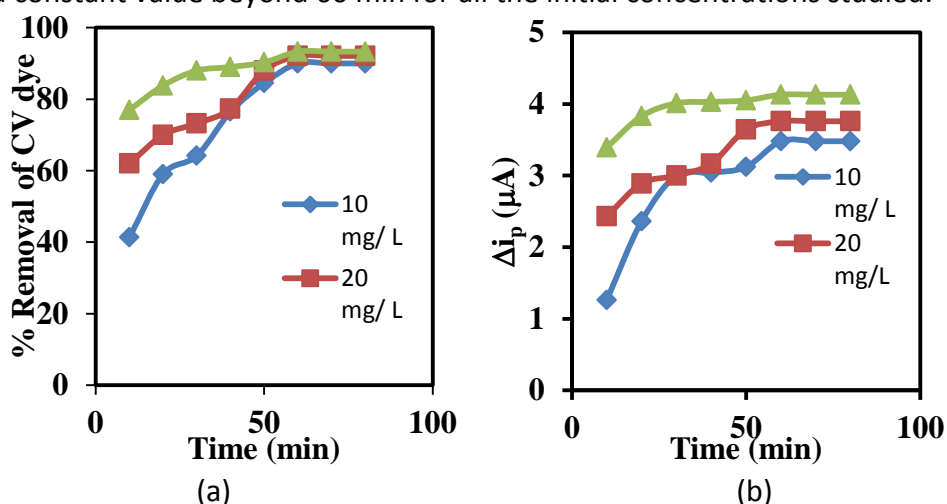 a constant value beyond 60 min for all the initial concentrations studied.
% Removal of CV dye
100
80
60
40
20
0
0
50
100
Time (min)
10
mg/ L
20
mg/ L
(a)
Δip (µA)
5
4
3
2
1
0
0
50
100
Time (min)
10
mg/ L
20
mg/L
(b)